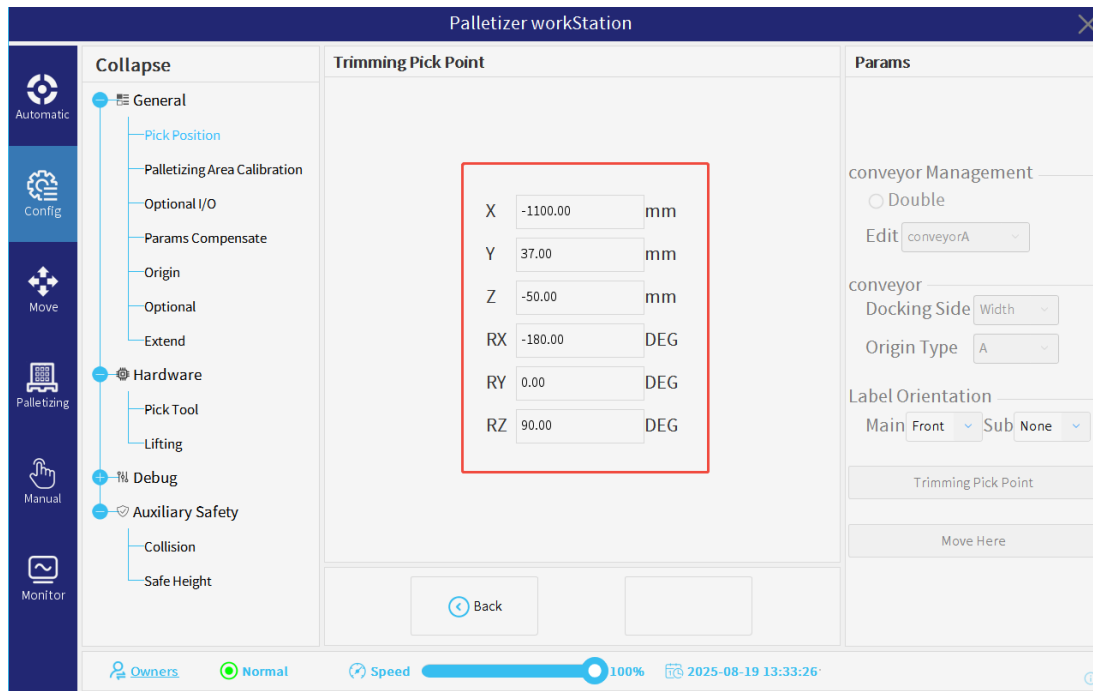 Palletizer workStation
Automatic
Config
Move
Palletizing
Manual
Monitor
Collapse
General
Pick Position
Palletizing Area Calibration
Optional I/O
Params Compensate
Origin
Optional
Extend
Hardware
Pick Tool
Lifting
Debug
Auxiliary Safety
Collision
Safe Height
Trimming Pick Point
X -1100.00 mm
Y 37.00 mm
Z -50.00 mm
RX -180.00 DEG
RY 0.00 DEG
RZ 90.00 DEG
Back
Params
conveyor Management
Double
Edit conveyorA
conveyor
Docking Side Width
Origin Type A
Label Orientation
Main Front Sub None
Trimming Pick Point
Move Here
Owners Normal Speed 100% 2025-08-19 13:33:26